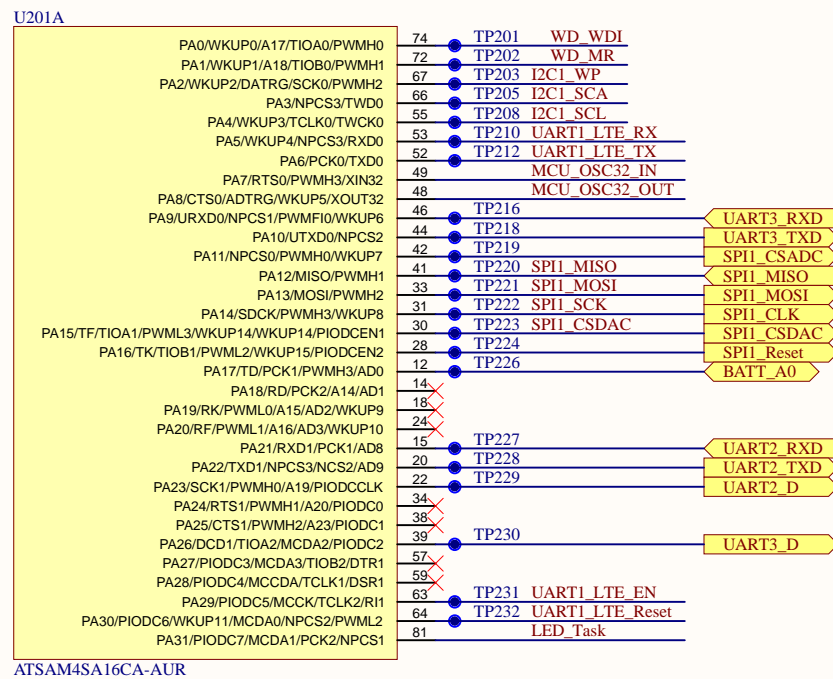 U201A
PA0/WKUP0/A17/TIOA0/PWMH0 74 TP201 WD_WDI
PA1/WKUP1/A18/TIOB0/PWMH1 72 TP202 WD_MR
PA2/WKUP2/DATRG/SCK0/PWMH2 67 TP203 I2C1_WP
PA3/NPCS3/TWD0 66 TP205 I2C1_SCA
PA4/WKUP3/TCLK0/TWCK0 55 TP208 I2C1_SCL
PA5/WKUP4/NPCS3/RXD0 53 TP210 UART1_LTE_RX
PA6/PCK0/TXD0 52 TP212 UART1_LTE_TX
PA7/RTS0/PWMH3/XIN32 49 MCU_OSC32_IN
PA8/CTS0/ADTRG/WKUP5/XOUT32 48 MCU_OSC32_OUT
PA9/URXD0/NPCS1/PWMFI0/WKUP6 46 TP216 UART3_RXD
PA10/UTXD0/NPCS2 44 TP218 UART3_TXD
PA11/NPCS0/PWMH0/WKUP7 42 TP219 SPI1_CSADC
PA12/MISO/PWMH1 41 TP220 SPI1_MISO SPI1_MISO
PA13/MOSI/PWMH2 33 TP221 SPI1_MOSI SPI1_MOSI
PA14/SDCK/PWMH3/WKUP8 31 TP222 SPI1_SCK SPI1_CLK
PA15/TF/TIOA1/PWML3/WKUP14/WKUP14/PIODCEN1 30 TP223 SPI1_CSDAC SPI1_CSDAC
PA16/TK/TIOB1/PWML2/WKUP15/PIODCEN2 28 TP224 SPI1_Reset
PA17/TD/PCK1/PWMH3/AD0 12 TP226 BATT_A0
PA18/RD/PCK2/A14/AD1 14
PA19/RK/PWML0/A15/AD2/WKUP9 18
PA20/RF/PWML1/A16/AD3/WKUP10 24
PA21/RXD1/PCK1/AD8 15 TP227 UART2_RXD
PA22/TXD1/NPCS3/NCS2/AD9 20 TP228 UART2_TXD
PA23/SCK1/PWMH0/A19/PIODCCLK 22 TP229 UART2_D
PA24/RTS1/PWMH1/A20/PIODC0 34
PA25/CTS1/PWMH2/A23/PIODC1 38
PA26/DCD1/TIOA2/MCDA2/PIODC2 39 TP230 UART3_D
PA27/PIODC3/MCDA3/TIOB2/DTR1 57
PA28/PIODC4/MCCDA/TCLK1/DSR1 59
PA29/PIODC5/MCCK/TCLK2/RI1 63 TP231 UART1_LTE_EN
PA30/PIODC6/WKUP11/MCDA0/NPCS2/PWML2 64 TP232 UART1_LTE_Reset
PA31/PIODC7/MCDA1/PCK2/NPCS1 81 LED_Task
ATSAM4SA16CA-AUR